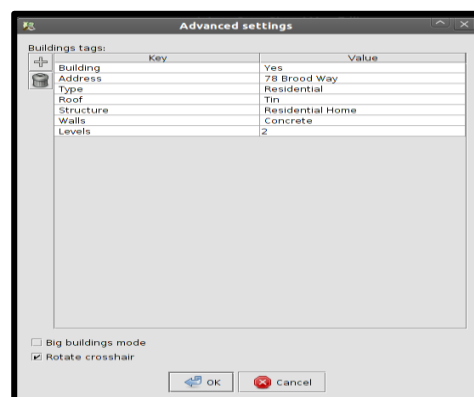 Advanced settings
Buildings tags:
Key Value
Building Yes
Address 78 Brood Way
Type Residential
Roof Tin
Structure Residential Home
Walls Concrete
Levels 2
Big buildings mode
Rotate crosshair
OK Cancel